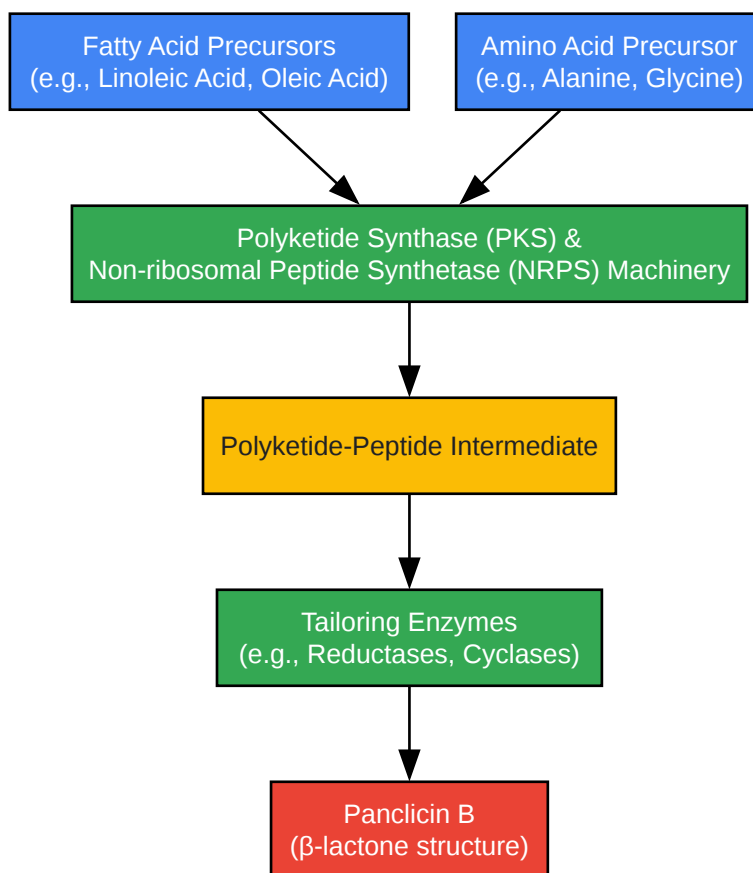 Fatty Acid Precursors
(e.g., Linoleic Acid, Oleic Acid)
Amino Acid Precursor
(e.g., Alanine, Glycine)
Polyketide Synthase (PKS) &
Non-ribosomal Peptide Synthetase (NRPS) Machinery
Polyketide-Peptide Intermediate
Tailoring Enzymes
(e.g., Reductases, Cyclases)
Panclicin B
(β-lactone structure)